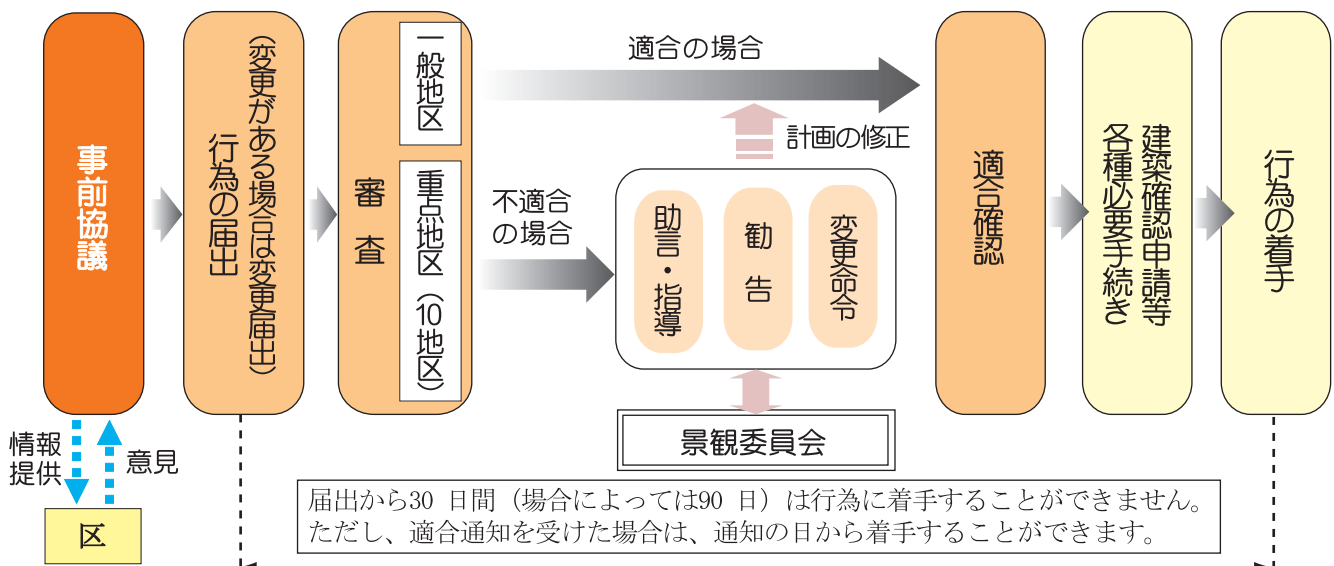 事前協議
行為の届出
（変更がある場合は変更届出）
審査
一般地区
重点地区（10地区）
適合の場合
不適合
の場合
計画の修正
助言・指導
勧告
変更命令
景観委員会
適合確認
建築確認申請等
各種必要手続き
行為の着手
情報
提供
意見
区
届出から30 日間（場合によっては90 日）は行為に着手することができません。
ただし、適合通知を受けた場合は、通知の日から着手することができます。